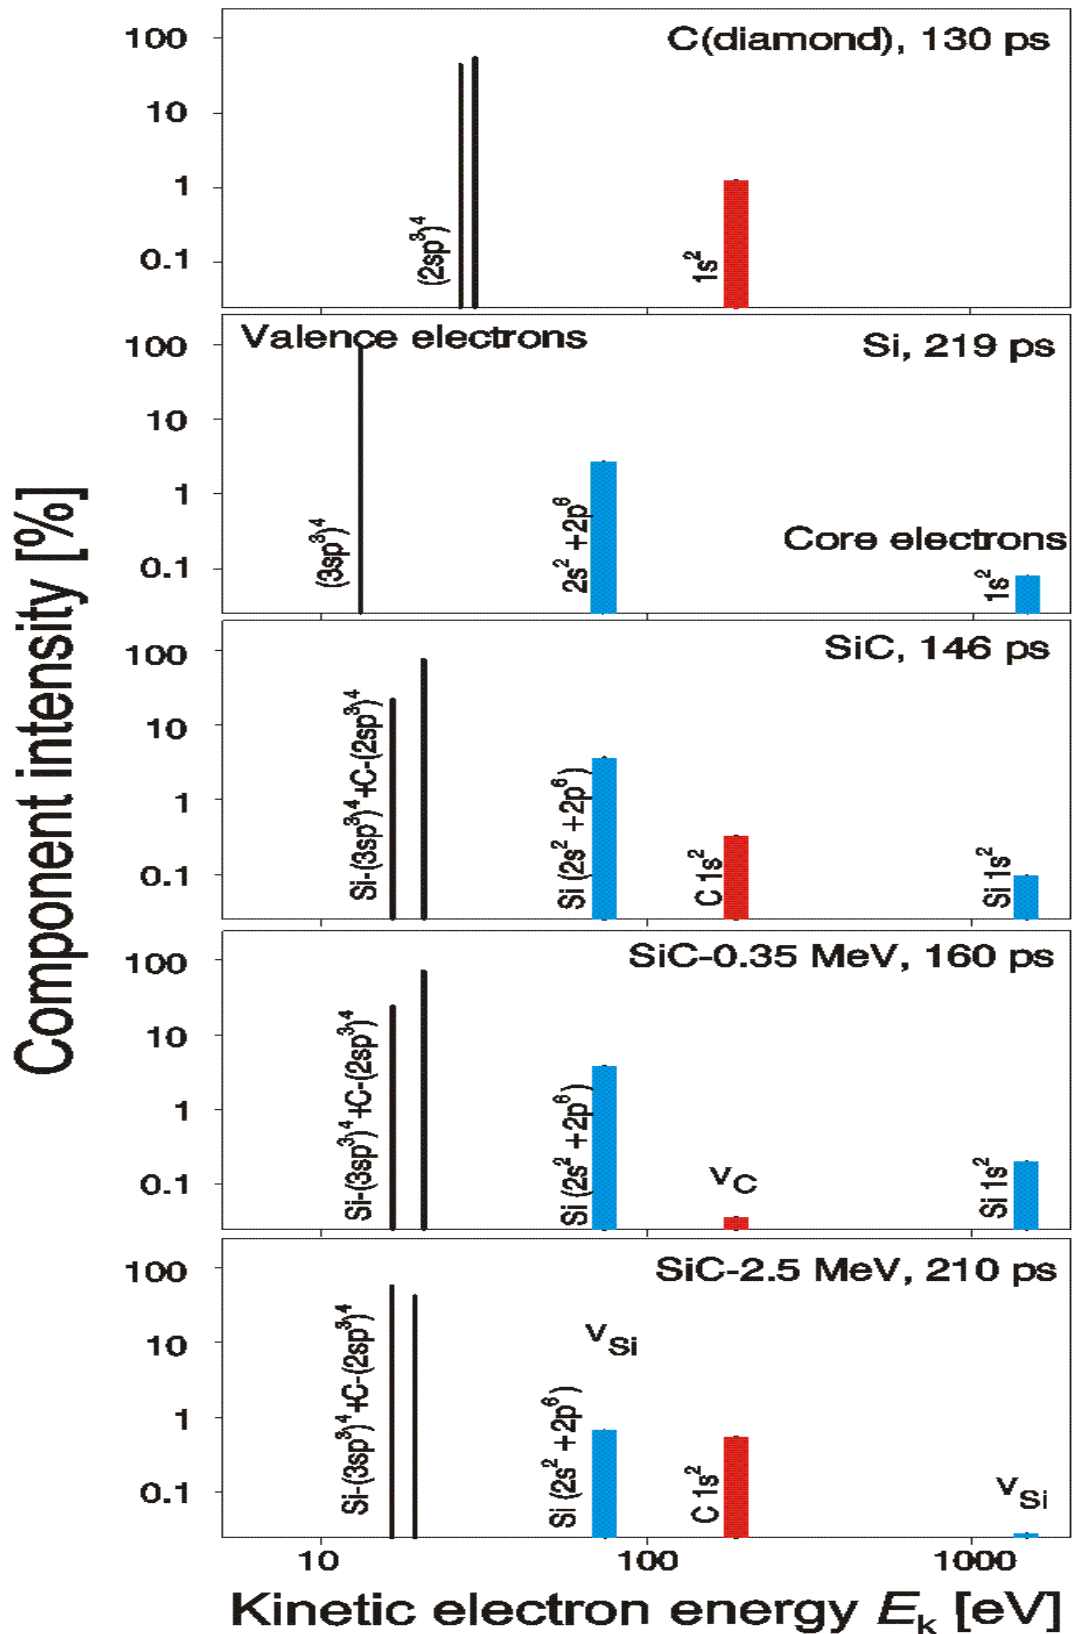 Component intensity [%]
C(diamond), 130 ps
100
10
1
0.1
(2sp³)⁴
1s²
Valence electrons
Si, 219 ps
100
10
1
0.1
(3sp³)⁴
2s² +2p⁶
Core electrons
1s²
SiC, 146 ps
100
10
1
0.1
Si-(3sp³)⁴+C-(2sp³)⁴
Si (2s² +2p⁶)
C 1s²
Si 1s²
SiC-0.35 MeV, 160 ps
100
10
1
0.1
Si-(3sp³)⁴+C-(2sp³)⁴
Si (2s² +2p⁶)
v_C
Si 1s²
SiC-2.5 MeV, 210 ps
100
10
1
0.1
Si-(3sp³)⁴+C-(2sp³)⁴
v_Si
Si (2s² +2p⁶)
C 1s²
v_Si
10 100 1000
Kinetic electron energy E_k [eV]